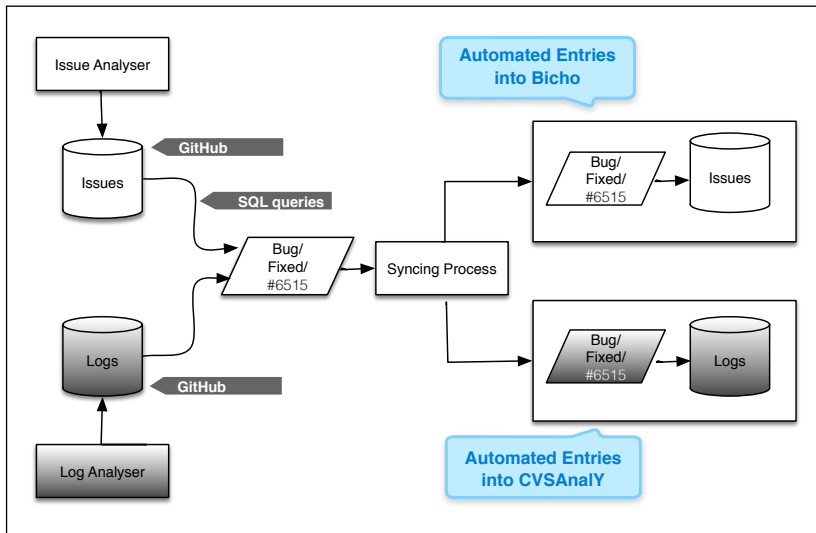 Issue Analyser
Automated Entries
into Bicho
GitHub
Issues
SQL queries
Bug/
Fixed/
#6515
Syncing Process
Bug/
Fixed/
#6515
Issues
Logs
GitHub
Log Analyser
Bug/
Fixed/
#6515
Logs
Automated Entries
into CVSAnalY